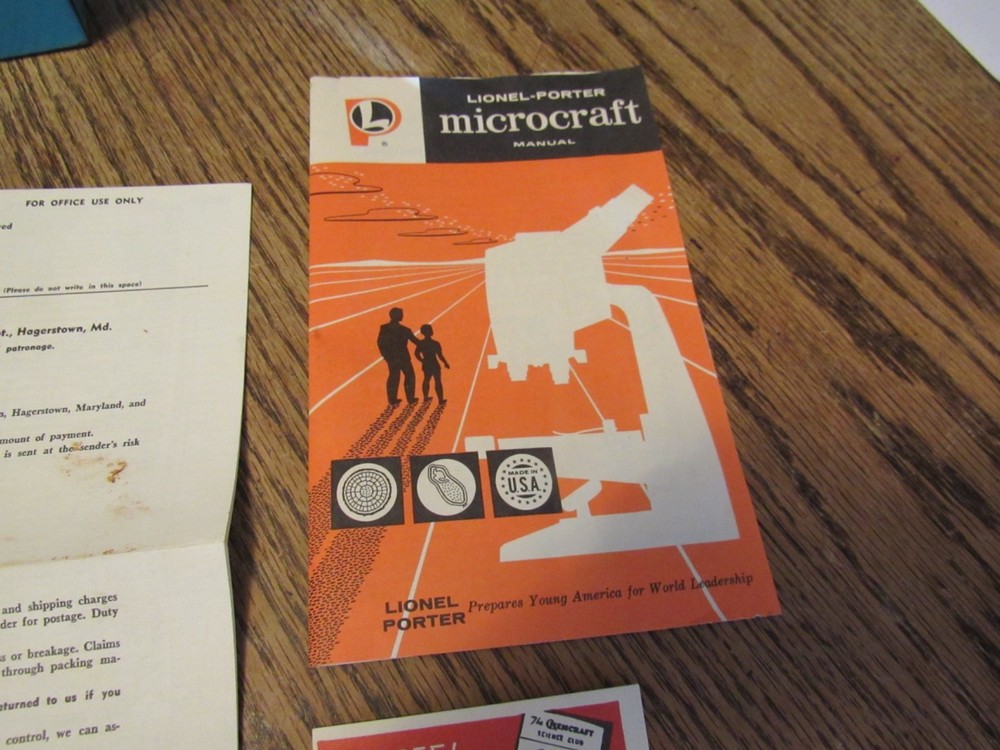 FOR OFFICE USE ONLY
(Please do not write in this space)
Hagerstown, Md.
patronage.
Hagerstown, Maryland, and
mount of payment.
is sent at the sender's risk
and shipping charges
der for postage. Duty
s or breakage. Claims
through packing ma-
eturned to us if you
control, we can as-
LP
®
LIONEL-PORTER
microcraft
MANUAL
MADE IN
U.S.A.
LIONEL
PORTER
Prepares Young America for World Leadership
The CHEMCRAFT
SCIENCE CLUB